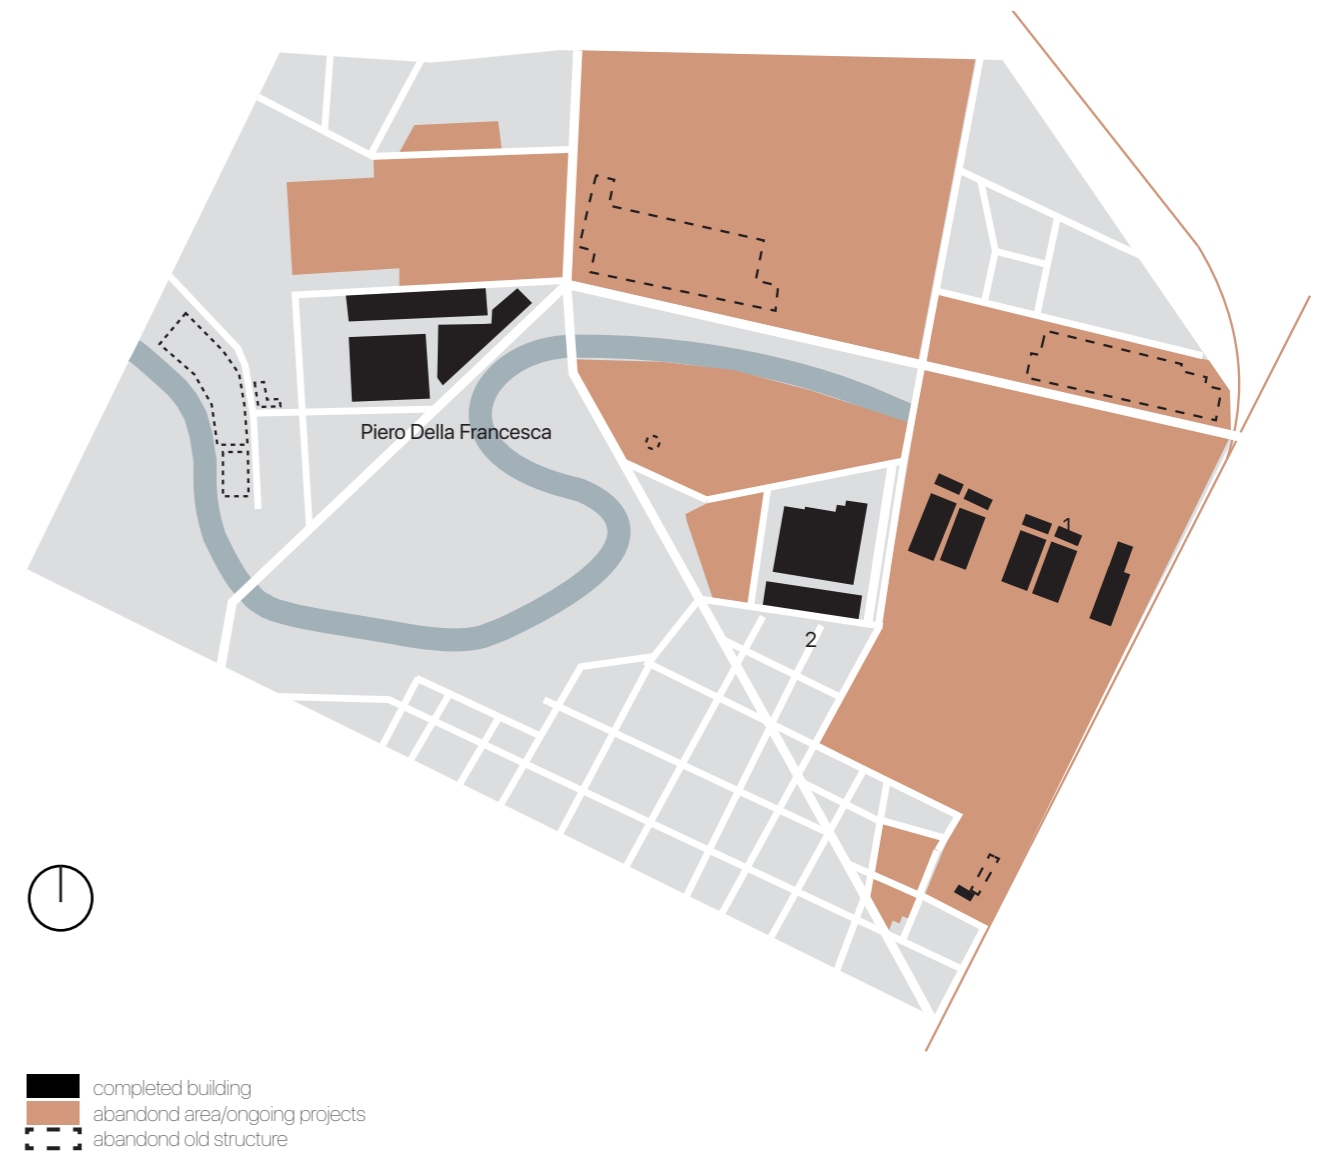 Piero Della Francesca
1
2
completed building
abandond area/ongoing projects
abandond old structure